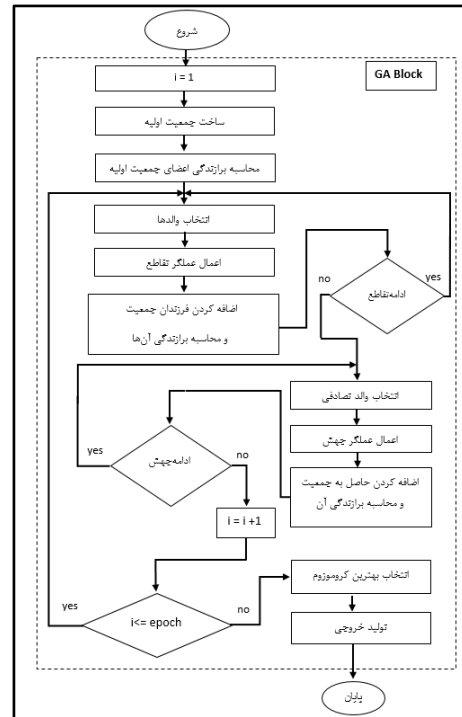 شروع
GA Block
i = 1
ساخت جمعیت اولیه
محاسبه برازندگی اعضای جمعیت اولیه
انتخاب والدها
اعمال عملگر تقاطع
اضافه کردن فرزندان جمعیت
و محاسبه برازندگی آن‌ها
ادامه‌تقاطع
no
yes
انتخاب والد تصادفی
اعمال عملگر جهش
اضافه کردن حاصل به جمعیت
و محاسبه برازندگی آن
ادامه‌جهش
yes
no
i = i +1
i<= epoch
yes
no
انتخاب بهترین کروموزوم
تولید خروجی
پایان